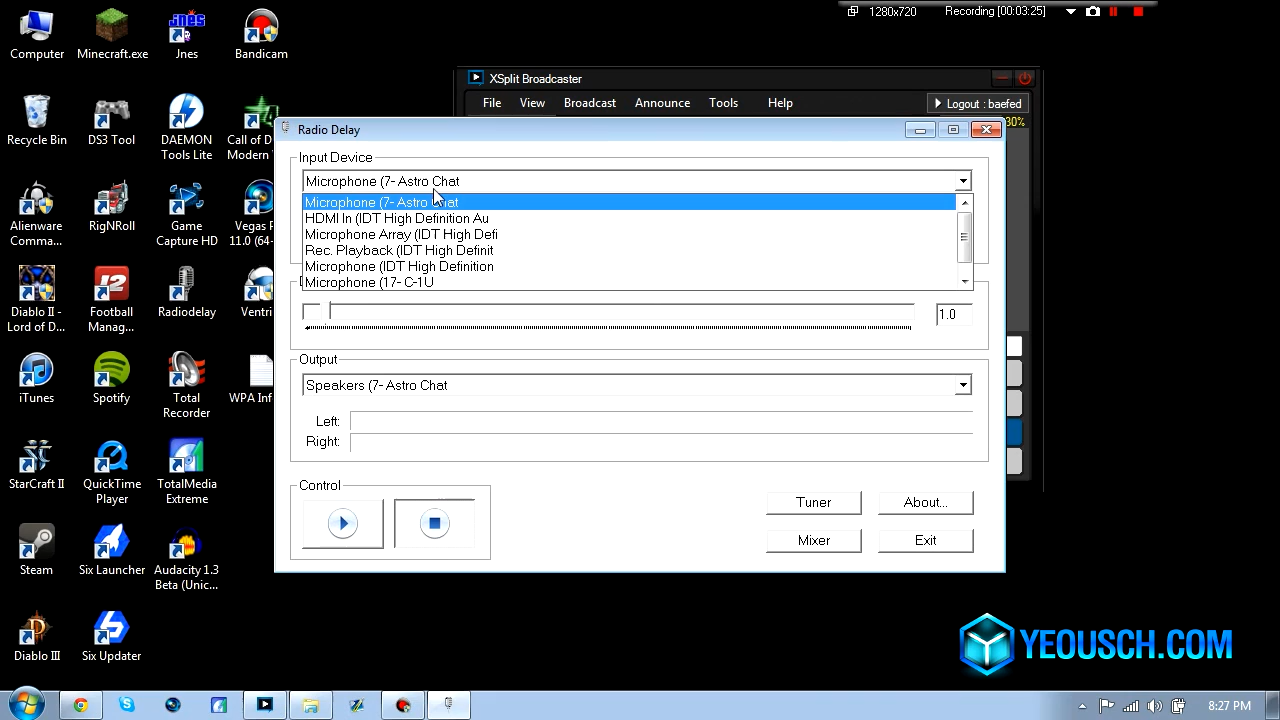 1280x720
Recording [00:03:25]
Computer
Minecraft.exe
Jnes
Bandicam
Recycle Bin
DS3 Tool
DAEMON
Tools Lite
Call of D
Modern
Alienware
Comma...
RigNRoll
Game
Capture HD
Vegas P
11.0 (64-
Diablo II -
Lord of D...
Football
Manag...
Radiodelay
Ventri
iTunes
Spotify
Total
Recorder
WPA Inf
StarCraft II
QuickTime
Player
TotalMedia
Extreme
Steam
Six Launcher
Audacity 1.3
Beta (Unic...
Diablo III
Six Updater
XSplit Broadcaster
File
View
Broadcast
Announce
Tools
Help
Logout : baefed
30%
Radio Delay
Input Device
Microphone (7- Astro Chat
Microphone (7- Astro Chat
HDMI In (IDT High Definition Au
Microphone Array (IDT High Defi
Rec. Playback (IDT High Definit
Microphone (IDT High Definition
Microphone (17- C-1U
1.0
Output
Speakers (7- Astro Chat
Left:
Right:
Control
Tuner
About...
Mixer
Exit
YEOUSCH.COM
8:27 PM